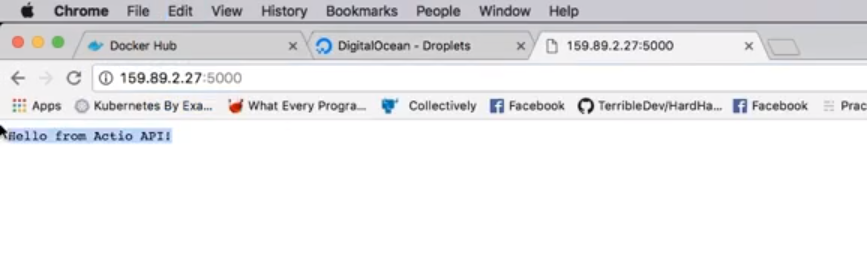 Chrome File Edit View History Bookmarks People Window Help
Docker Hub DigitalOcean - Droplets 159.89.2.27:5000
159.89.2.27:5000
Apps Kubernetes By Exa... What Every Progra... Collectively Facebook TerribleDev/HardHa... Facebook Prac
Hello from Actio API!